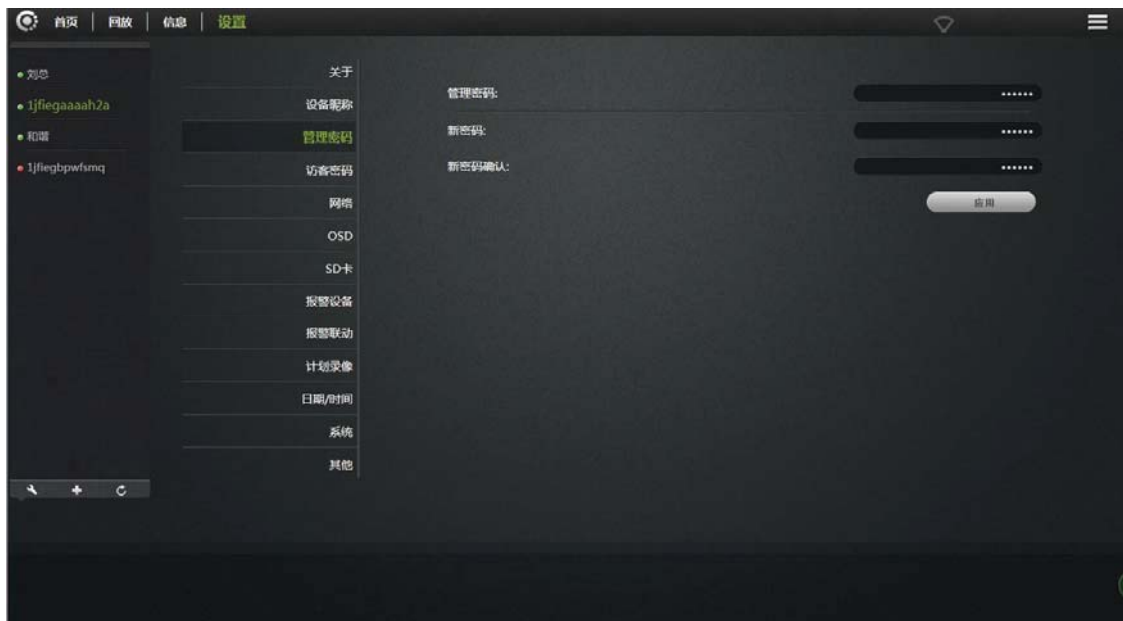 首页 | 回放 | 信息 | 设置
刘总
1jfiegaaaah2a
和谐
1jfiegbpwfsmq
关于
设备昵称
管理密码
访客密码
网络
OSD
SD卡
报警设备
报警联动
计划录像
日期/时间
系统
其他
管理密码: ••••••
新密码: ••••••
新密码确认: ••••••
应用